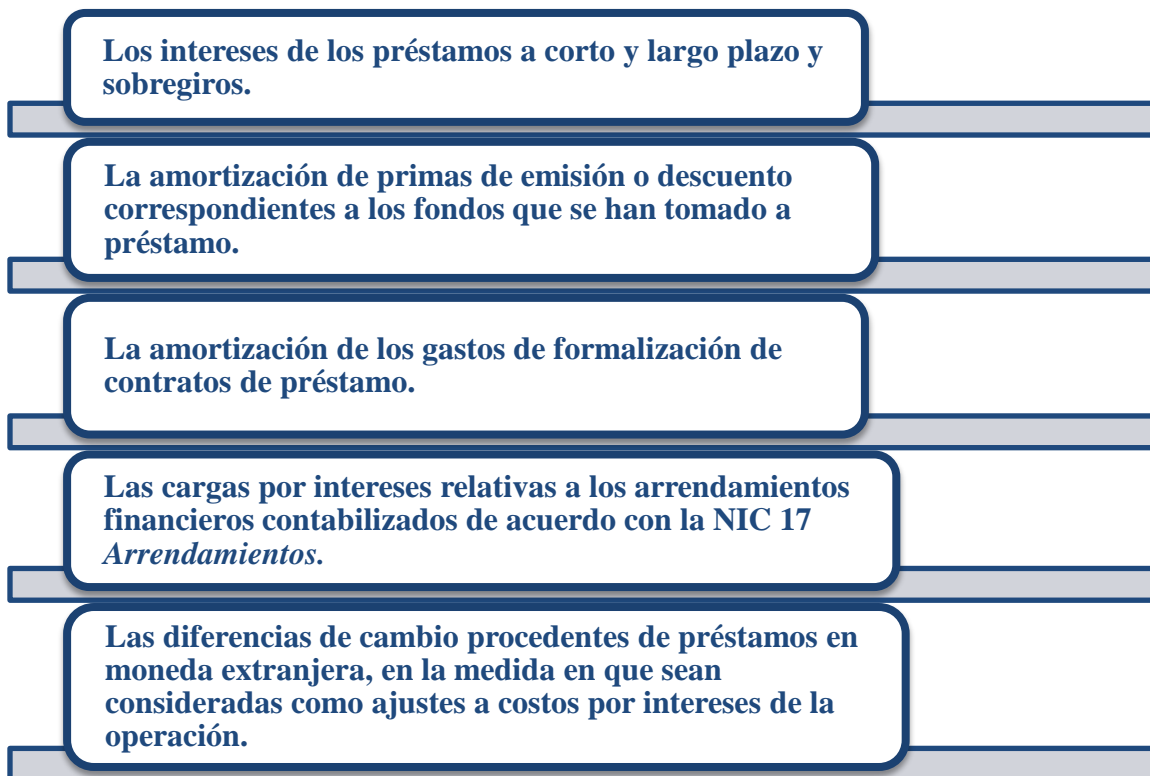 Los intereses de los préstamos a corto y largo plazo y
sobregiros.
La amortización de primas de emisión o descuento
correspondientes a los fondos que se han tomado a
préstamo.
La amortización de los gastos de formalización de
contratos de préstamo.
Las cargas por intereses relativas a los arrendamientos
financieros contabilizados de acuerdo con la NIC 17
Arrendamientos.
Las diferencias de cambio procedentes de préstamos en
moneda extranjera, en la medida en que sean
consideradas como ajustes a costos por intereses de la
operación.